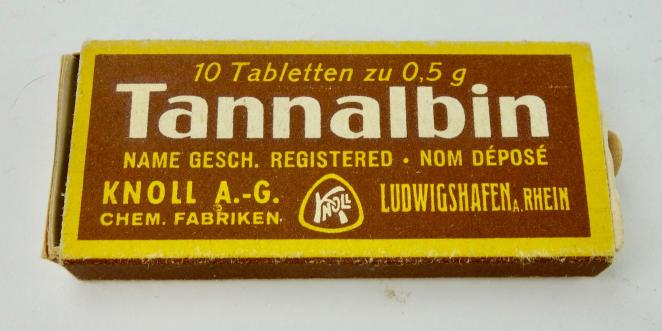 10 Tabletten zu 0,5 g
Tannalbin
NAME GESCH. REGISTERED • NOM DÉPOSÉ
KNOLL A.-G.
CHEM. FABRIKEN
KNOLL
LUDWIGSHAFEN A. RHEIN